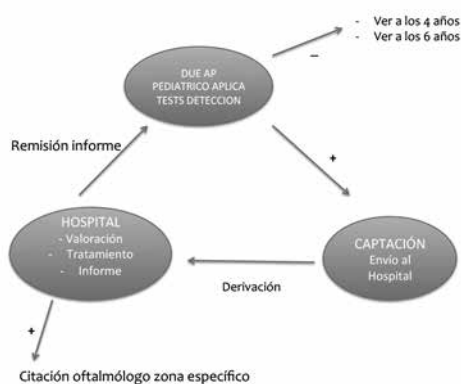 - Ver a los 4 años
- Ver a los 6 años
–
DUE AP
PEDIATRICO APLICA
TESTS DETECCION
+
Remisión informe
HOSPITAL
- Valoración
- Tratamiento
- Informe
CAPTACIÓN
Envío al
Hospital
Derivación
+
Citación oftalmólogo zona específico